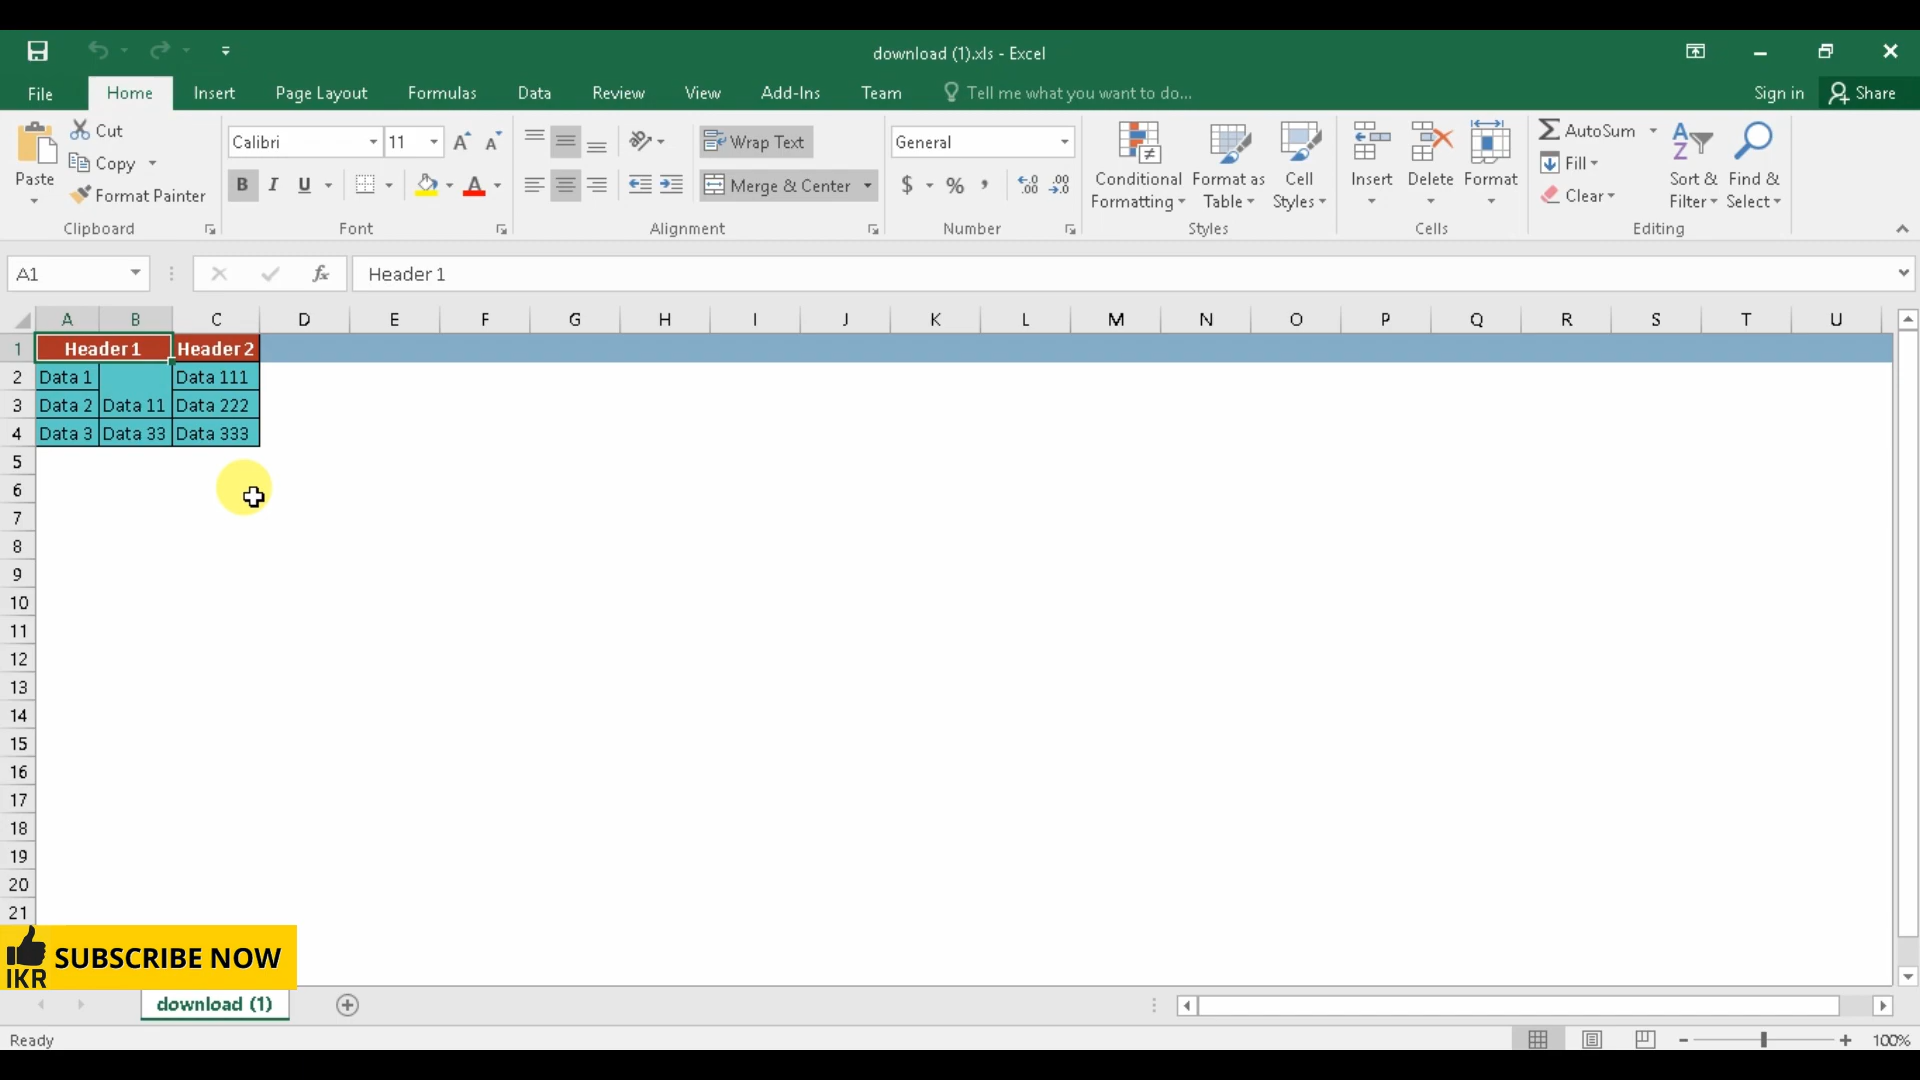 download (1).xls - Excel
File Home Insert Page Layout Formulas Data Review View Add-Ins Team Tell me what you want to do... Sign in Share
Paste Cut Copy Format Painter Clipboard
Calibri 11 B I U A Font
Wrap Text Merge & Center Alignment
General $ % , Number
Conditional Formatting Format as Table Cell Styles Styles
Insert Delete Format Cells
AutoSum Fill Clear Sort & Filter Find & Select Editing
A1 fx Header 1
A B C D E F G H I J K L M N O P Q R S T U
1 Header 1 Header 2
2 Data 1 Data 111
3 Data 2 Data 11 Data 222
4 Data 3 Data 33 Data 333
5
6
7
8
9
10
11
12
13
14
15
16
17
18
19
20
21
IKR SUBSCRIBE NOW
download (1)
Ready 100%